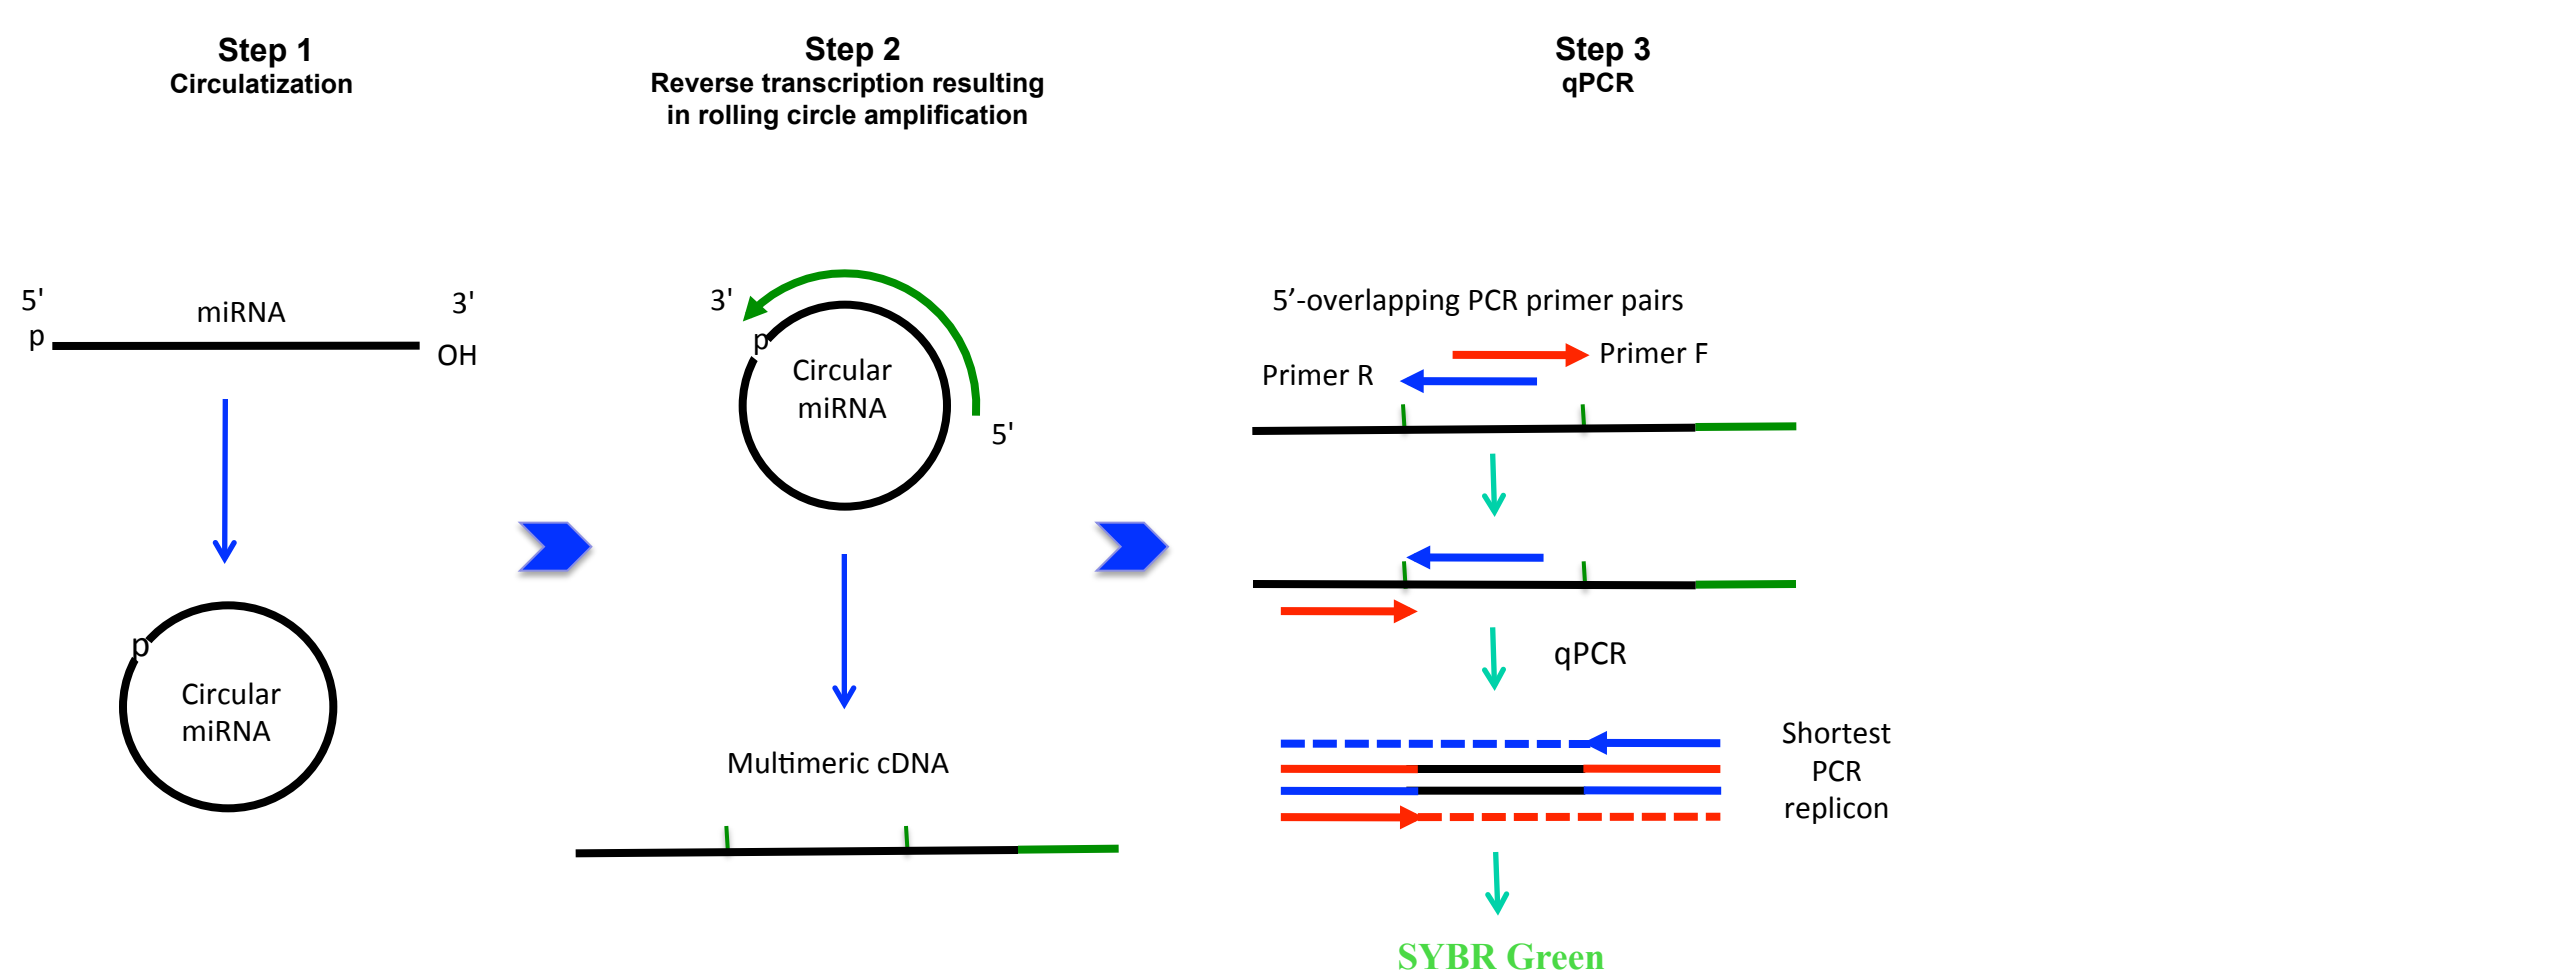 Step 1
Circulatization
5'
p
miRNA
3'
OH
p
Circular
miRNA
Step 2
Reverse transcription resulting
in rolling circle amplification
3'
p
Circular
miRNA
5'
Multimeric cDNA
Step 3
qPCR
5’-overlapping PCR primer pairs
Primer F
Primer R
qPCR
Shortest
PCR
replicon
SYBR Green